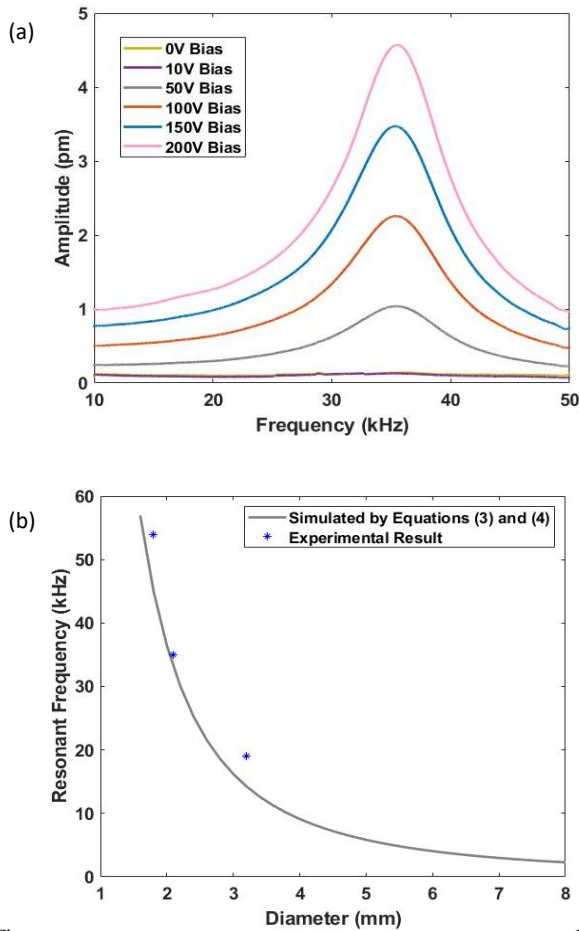 (a)
5
4
3
2
1
0
Amplitude (pm)
0V Bias
10V Bias
50V Bias
100V Bias
150V Bias
200V Bias
10 20 30 40 50
Frequency (kHz)
(b)
60
50
40
30
20
10
0
Resonant Frequency (kHz)
Simulated by Equations (3) and (4)
Experimental Result
1 2 3 4 5 6 7 8
Diameter (mm)